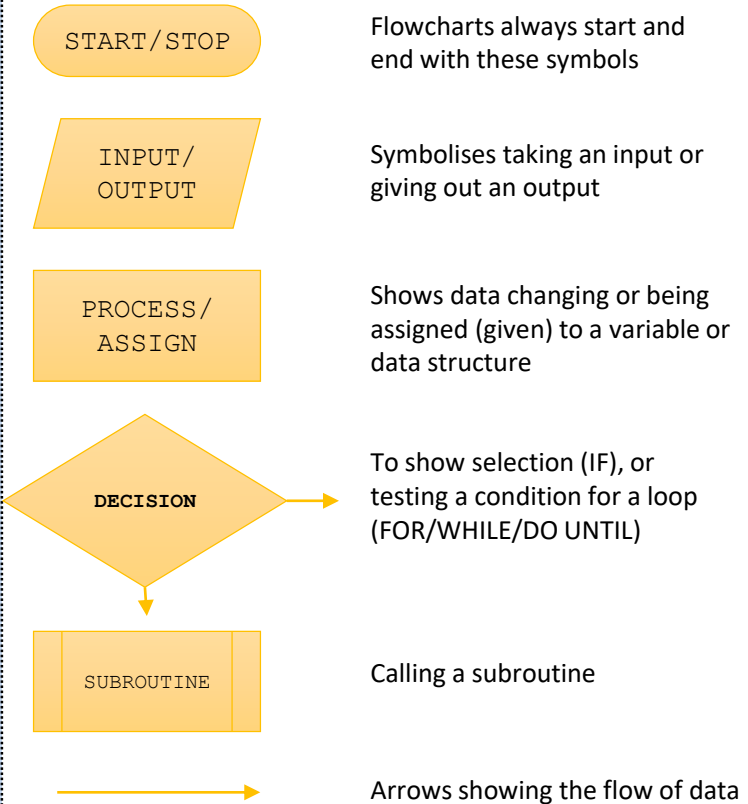 START/STOP
Flowcharts always start and
end with these symbols
INPUT/
OUTPUT
Symbolises taking an input or
giving out an output
PROCESS/
ASSIGN
Shows data changing or being
assigned (given) to a variable or
data structure
DECISION
To show selection (IF), or
testing a condition for a loop
(FOR/WHILE/DO UNTIL)
SUBROUTINE
Calling a subroutine
Arrows showing the flow of data